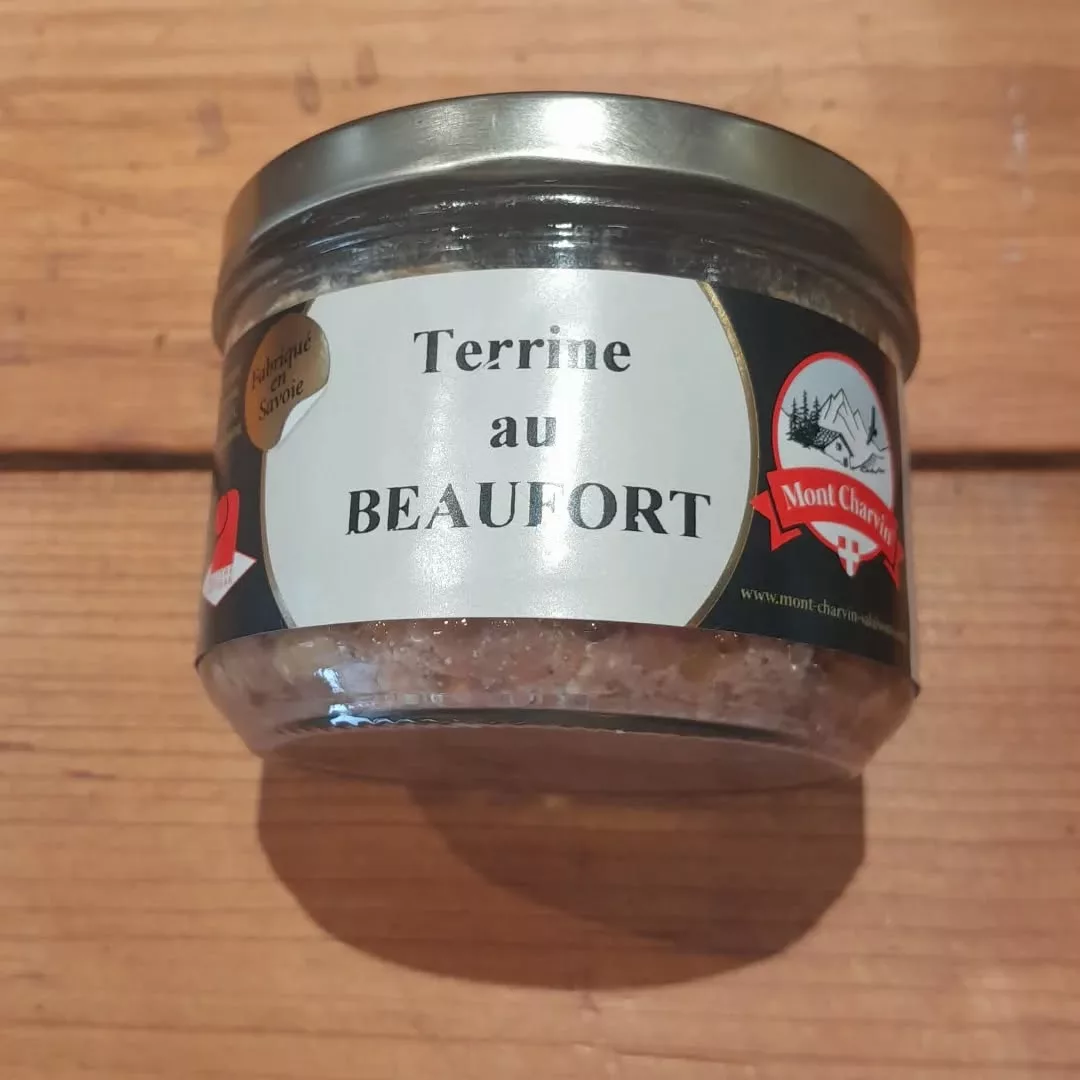 Fabriqué
en
Savoie
Terrine
au
BEAUFORT
Mont Charvin